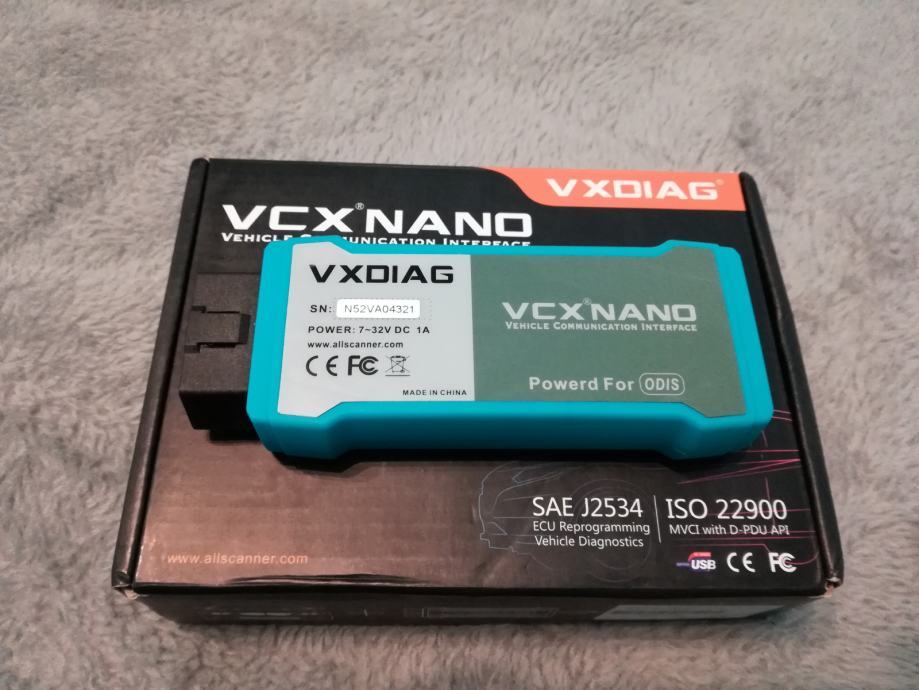 VXDIAG®
VCX®NANO
VEHICLE COMMUNICATION INTERFACE
VXDIAG
SN: N52VA04321
POWER: 7~32V DC 1A
www.allscanner.com
CE FC
MADE IN CHINA
VCX®NANO
VEHICLE COMMUNICATION INTERFACE
Powerd For ODIS
SAE J2534
ECU Reprogramming
Vehicle Diagnostics
ISO 22900
MVCI with D-PDU API
www.allscanner.com
USB CE FC